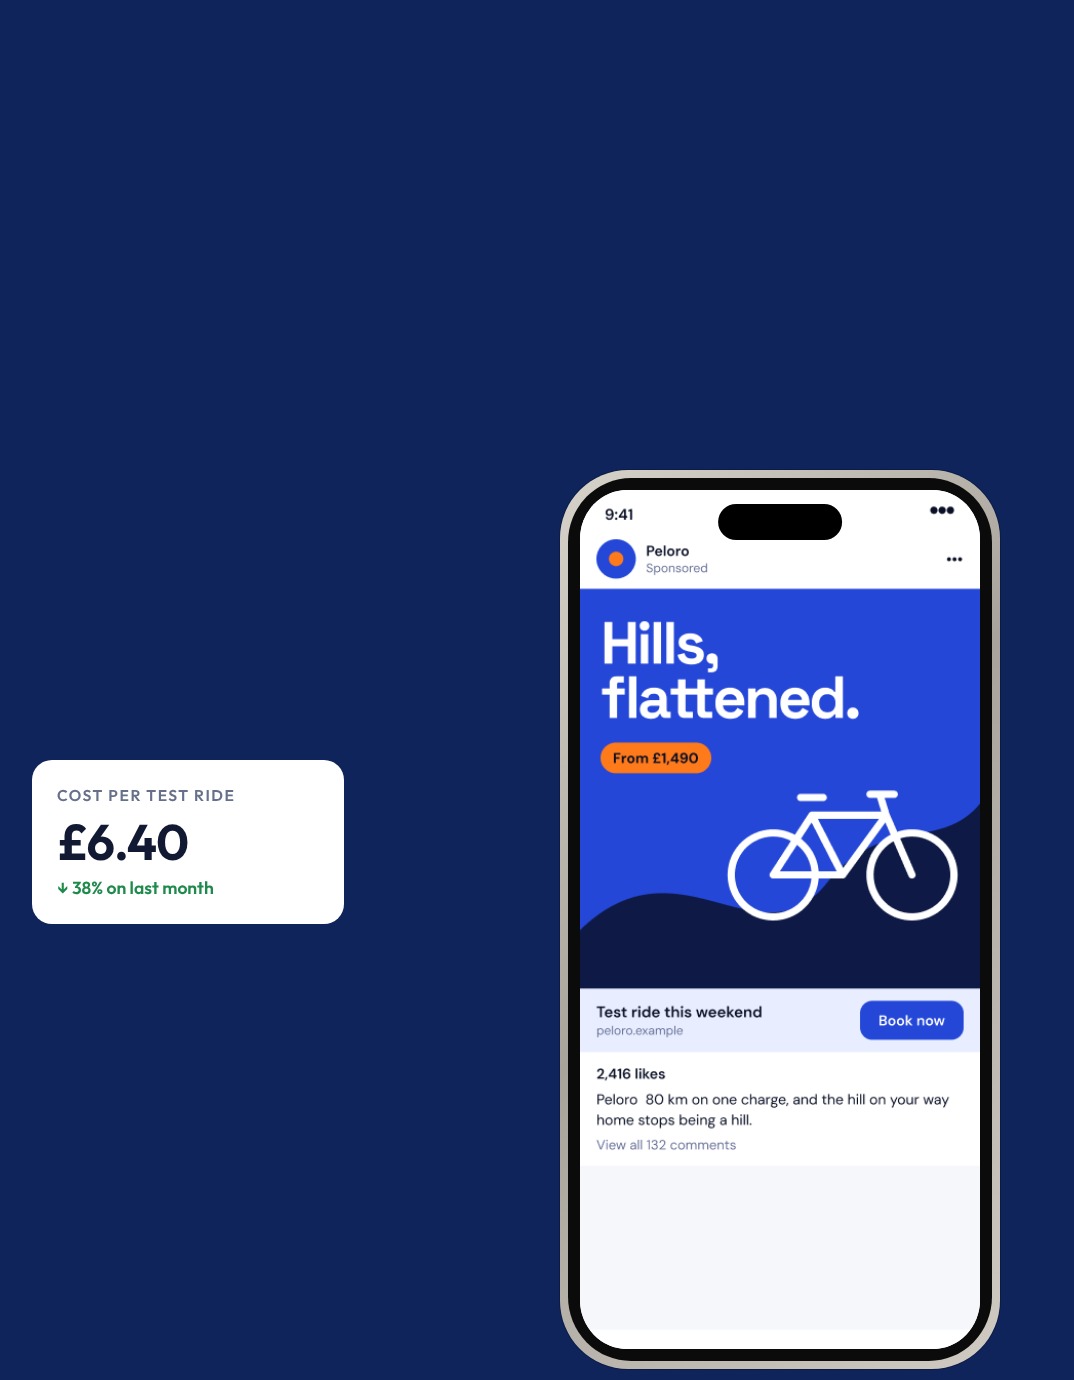 9:41
Peloro
Sponsored
Hills,
flattened.
From £1,490
COST PER TEST RIDE
£6.40
↓ 38% on last month
Test ride this weekend
peloro.example
Book now
2,416 likes
Peloro 80 km on one charge, and the hill on your way
home stops being a hill.
View all 132 comments